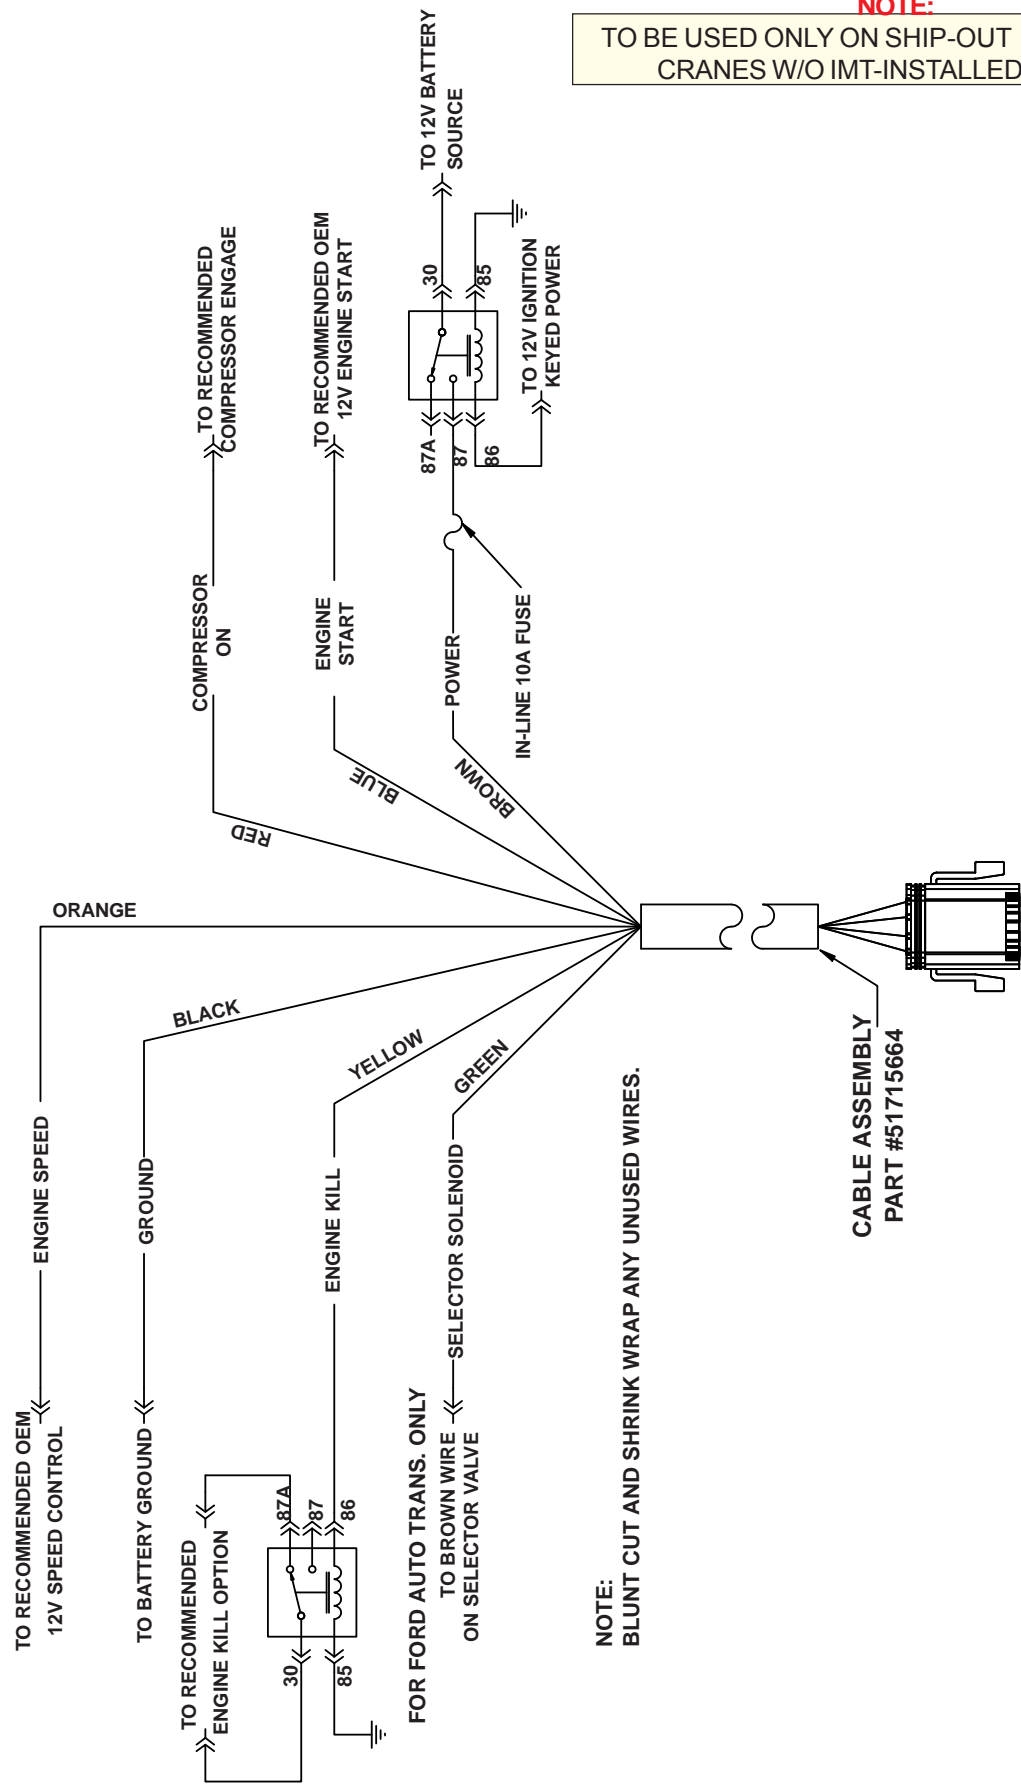 NOTE:
TO BE USED ONLY ON SHIP-OUT
CRANES W/O IMT-INSTALLED
TO RECOMMENDED OEM
12V SPEED CONTROL
ENGINE SPEED
ORANGE
TO BATTERY GROUND
GROUND
BLACK
TO RECOMMENDED
ENGINE KILL OPTION
87A
87
86
30
85
ENGINE KILL
YELLOW
FOR FORD AUTO TRANS. ONLY
TO BROWN WIRE
ON SELECTOR VALVE
SELECTOR SOLENOID
GREEN
RED
COMPRESSOR
ON
TO RECOMMENDED
COMPRESSOR ENGAGE
BLUE
ENGINE
START
TO RECOMMENDED OEM
12V ENGINE START
BROWN
POWER
IN-LINE 10A FUSE
87A
87
86
30
85
TO 12V BATTERY
SOURCE
TO 12V IGNITION
KEYED POWER
NOTE:
BLUNT CUT AND SHRINK WRAP ANY UNUSED WIRES.
CABLE ASSEMBLY
PART #51715664